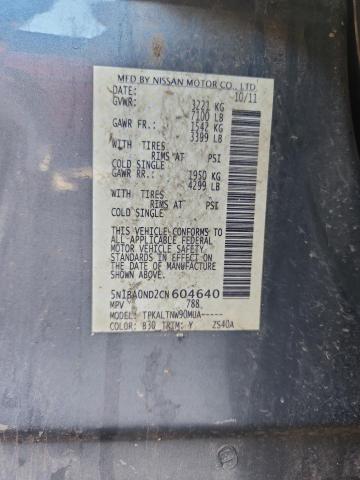 MFD BY NISSAN MOTOR CO., LTD
DATE: 10/11
GVWR: 3221 KG
7100 LB
GAWR FR.: 1542 KG
3399 LB
WITH TIRES
RIMS AT PSI
COLD SINGLE
GAWR RR.: 1950 KG
4299 LB
WITH TIRES
RIMS AT PSI
COLD SINGLE
THIS VEHICLE CONFORMS TO
ALL APPLICABLE FEDERAL
MOTOR VEHICLE SAFETY
STANDARDS IN EFFECT ON
THE DATE OF MANUFACTURE
SHOWN ABOVE.
5N1BA0ND2CN604640
MPV 788
MODEL: TPKALTNW90MUA-----
COLOR: B30 TRIM: Y ZS40A